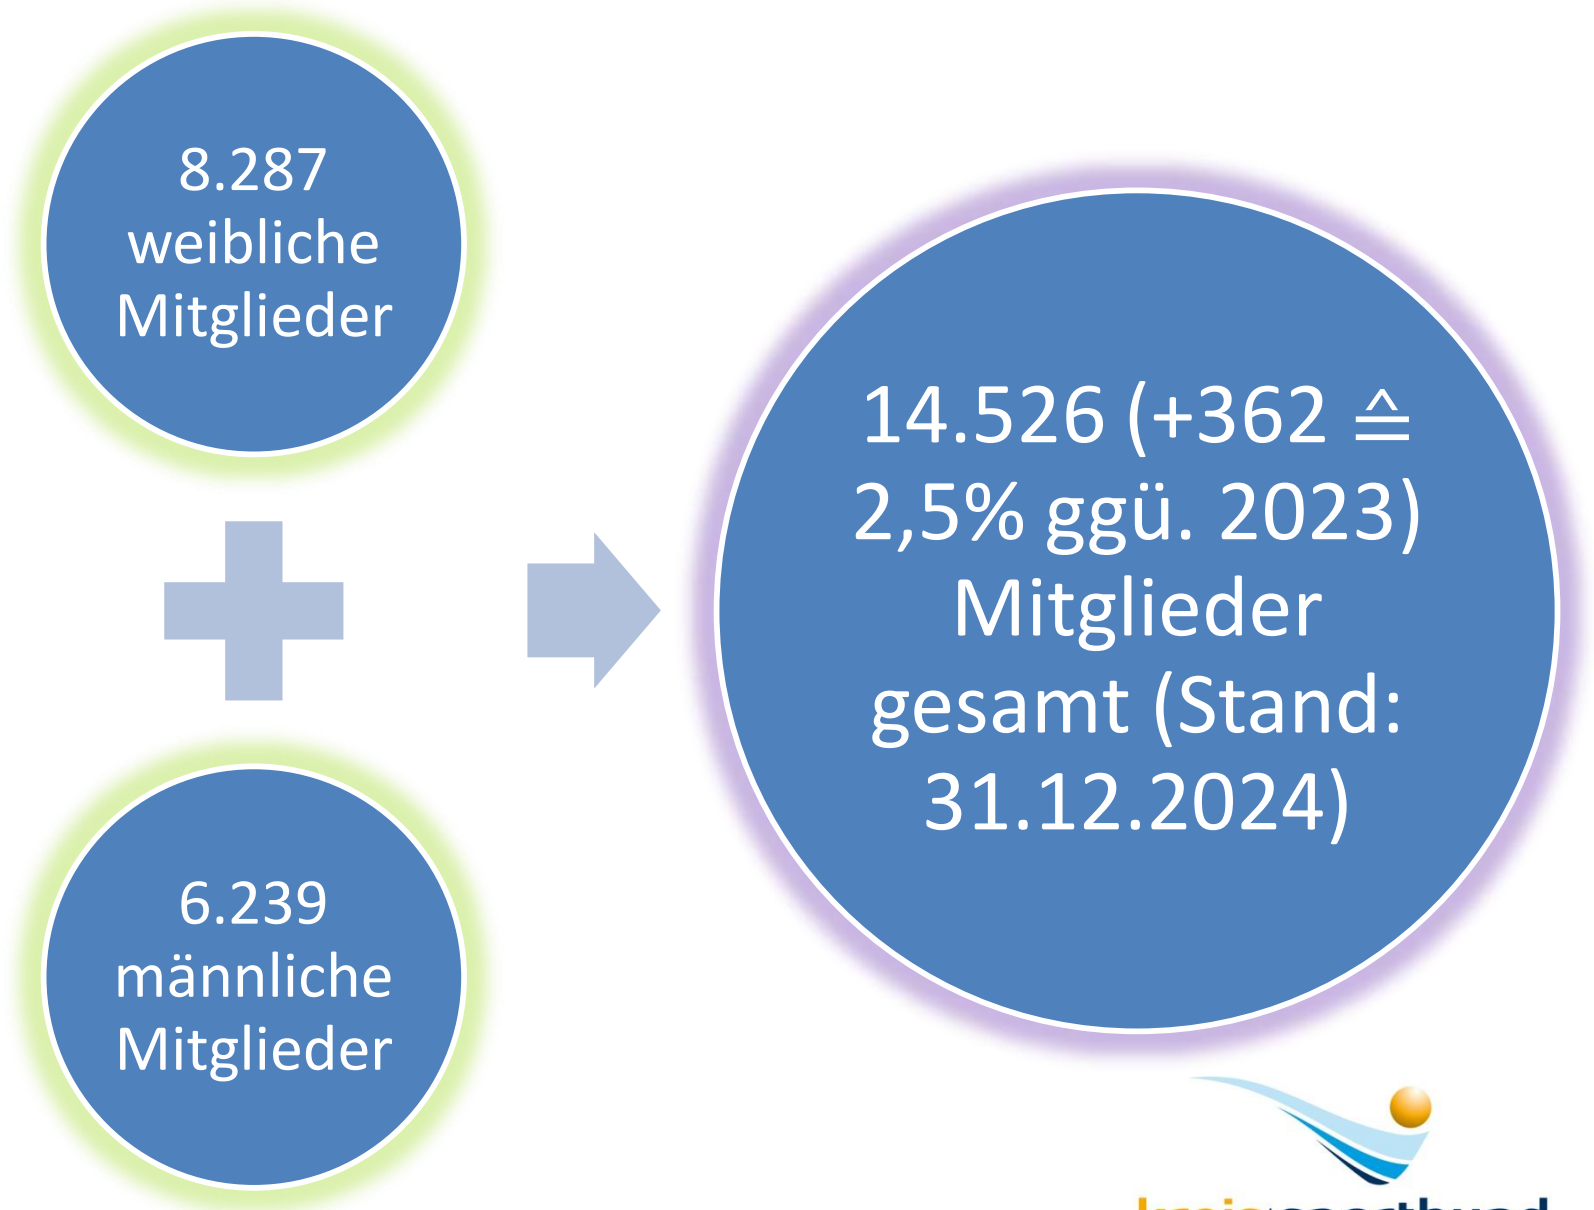 8.287
weibliche
Mitglieder
6.239
männliche
Mitglieder
14.526 (+362 ≙
2,5% ggü. 2023)
Mitglieder
gesamt (Stand:
31.12.2024)